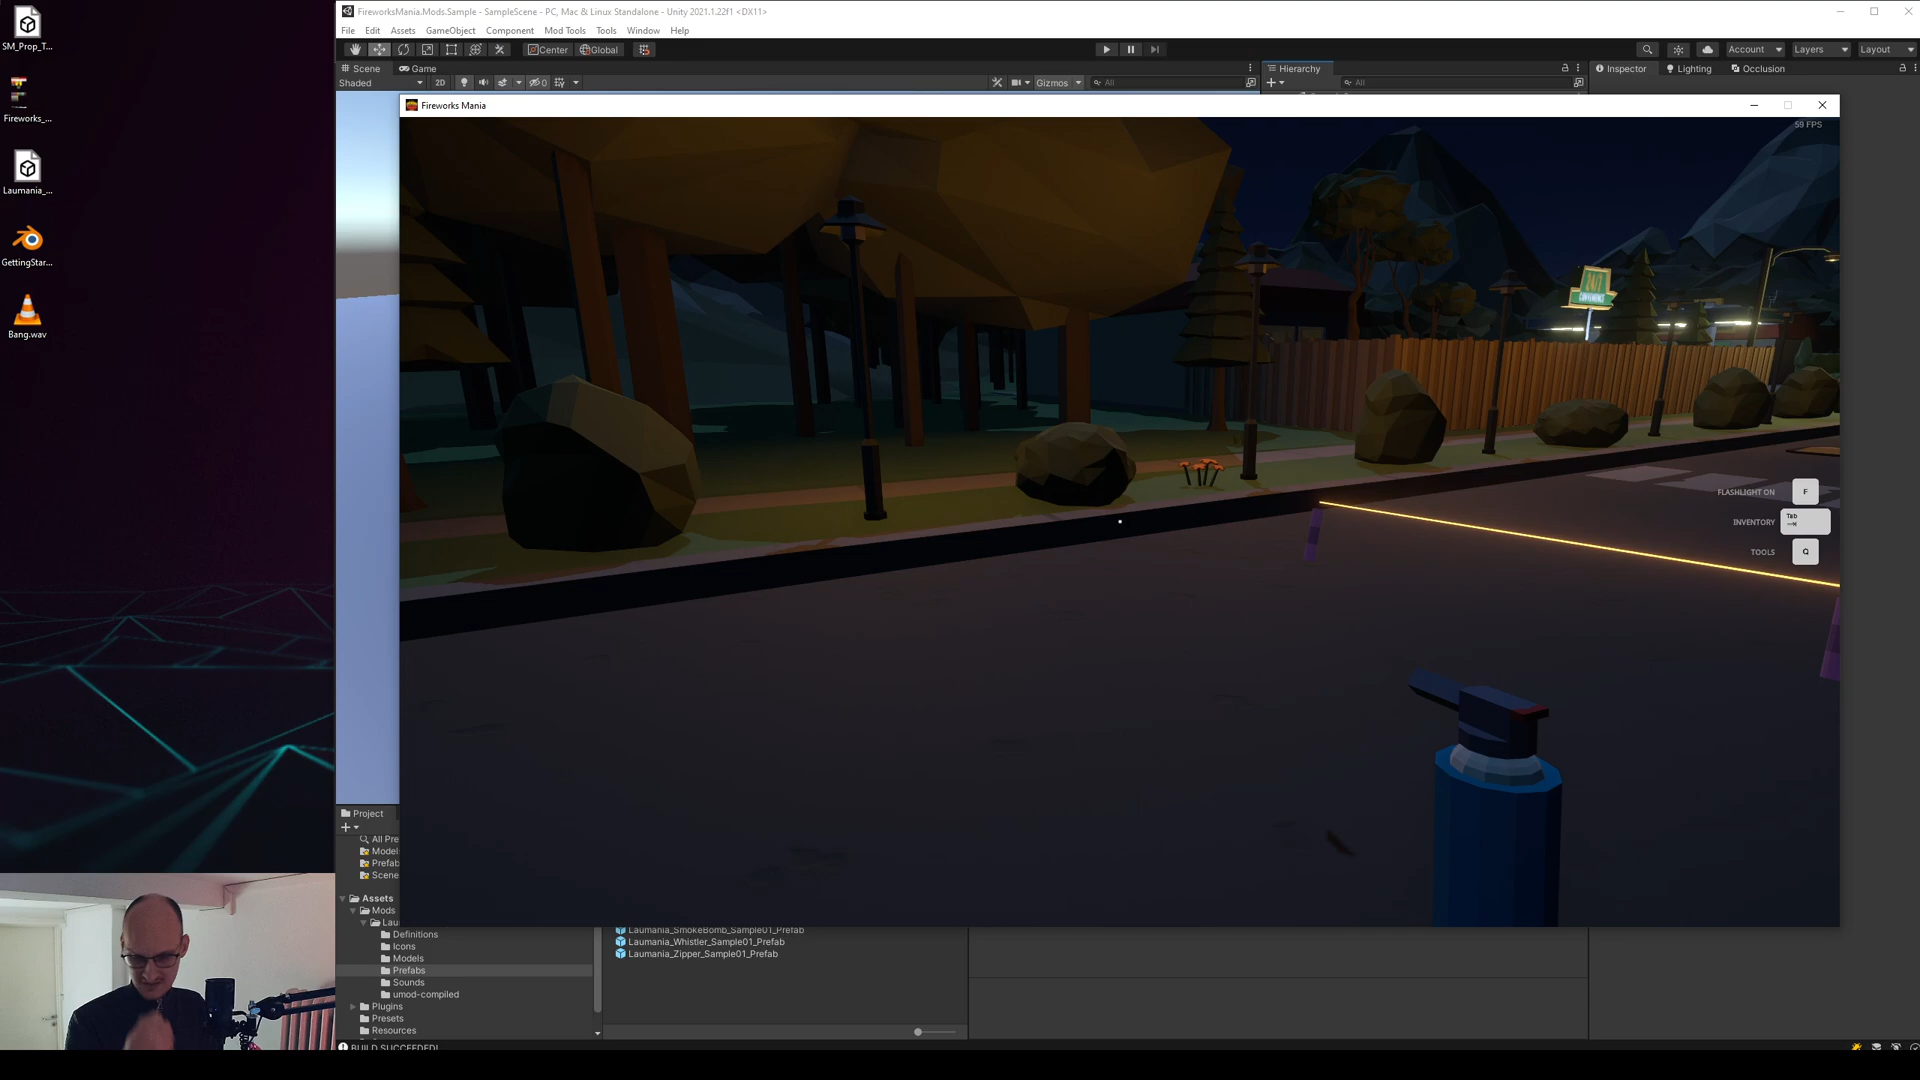 SM_Prop_T...
Fireworks_...
Laumania_...
GettingStar...
Bang.wav
FireworksMania.Mods.Sample - SampleScene - PC, Mac & Linux Standalone - Unity 2021.1.22f1 <DX11>
File Edit Assets GameObject Component Mod Tools Tools Window Help
Center Global Account Layers Layout
Scene Game Hierarchy Inspector Lighting Occlusion
Shaded 2D 0 Gizmos All All
Fireworks Mania
59 FPS
24/7
CONVENIENCE
FLASHLIGHT ON F
INVENTORY Tab
TOOLS Q
Project
All Pre
Model
Prefab
Scene
Assets
Mods
Lau
Definitions
Icons
Models
Prefabs
Sounds
umod-compiled
Plugins
Presets
Resources
Laumania_SmokeBomb_Sample01_Prefab
Laumania_Whistler_Sample01_Prefab
Laumania_Zipper_Sample01_Prefab
BUILD SUCCEEDED!